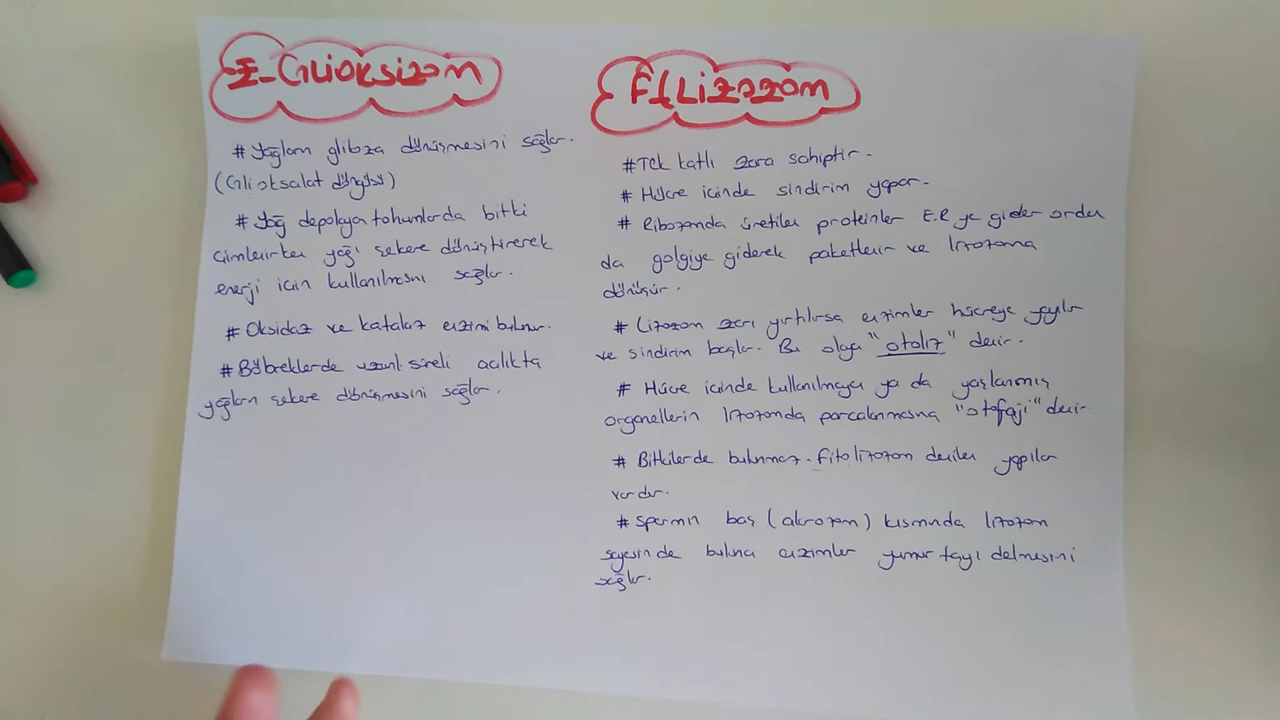 E-Glioksizom
# Yağların glikoza dönüşmesini sağlar.
(Glioksalat döngüsü)
# Yağ depolayan tohumlarda bitki
çimlenirken yağı şekere dönüştürerek
enerji için kullanılmasını sağlar.
# Oksidaz ve katalaz enzimi bulunur.
# Böbreklerde uzun süreli açlıkta
yağların şekere dönüşmesini sağlar.
F-Lizozom
# Tek katlı zara sahiptir.
# Hücre içinde sindirim yapar.
# Ribozomda üretilen proteinler E.R ye gider ordan
da golgiye giderek paketlenir ve lizozoma
dönüşür.
# Lizozom zarı yırtılırsa enzimler hücreye yayılır
ve sindirim başlar. Bu olaya "otoliz" denir.
# Hücre içinde kullanılmayan ya da yaşlanmış
organellerin lizozomda parçalanmasına "otofaji" denir.
# Bitkilerde bulunmaz. Fitolizozom denilen yapılar
vardır.
# Spermin baş (akrozom) kısmında lizozom
sayesinde bulunan enzimler yumurtayı delmesini
sağlar.